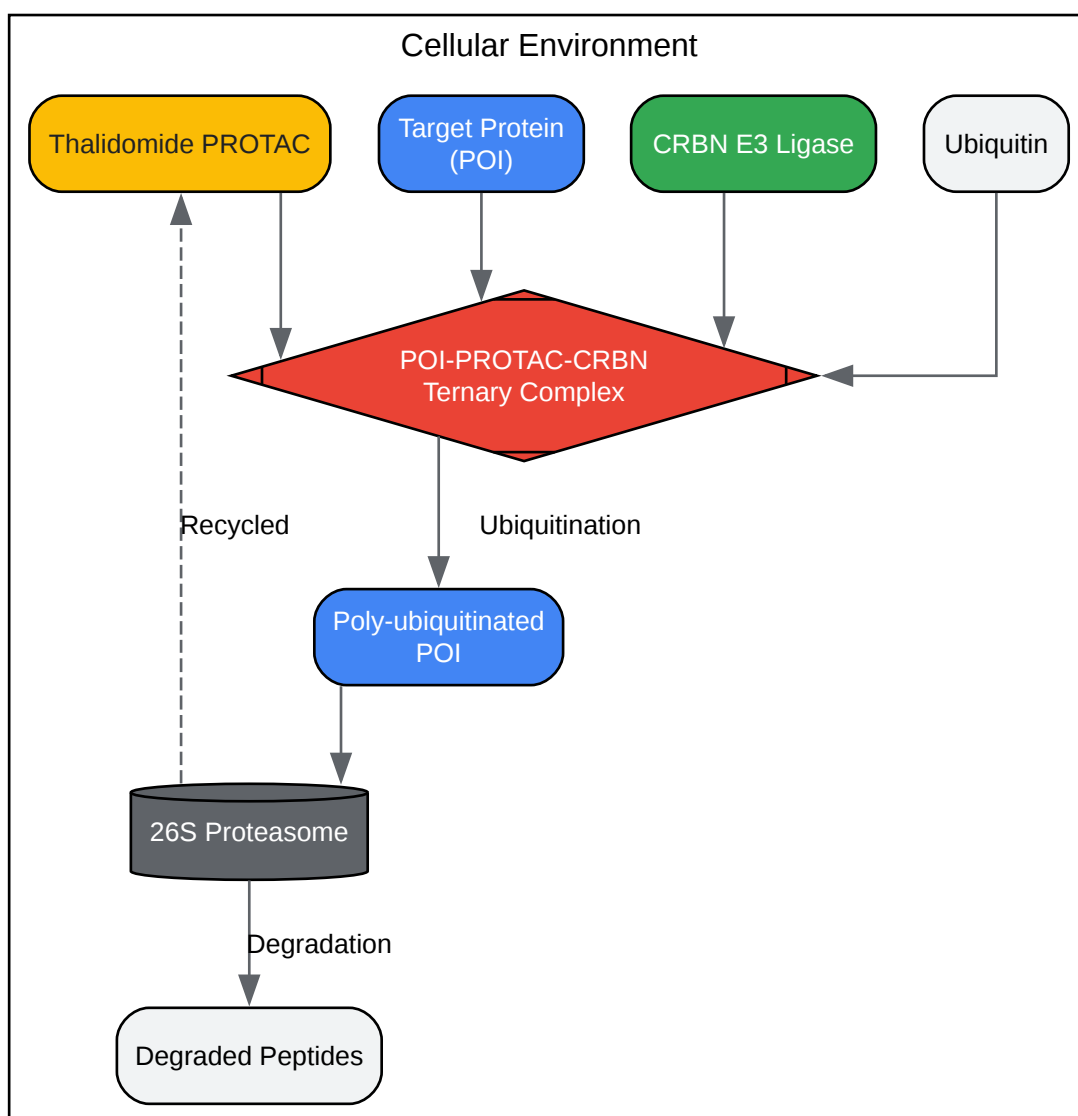 Cellular Environment
Thalidomide PROTAC
Target Protein
(POI)
CRBN E3 Ligase
Ubiquitin
POI-PROTAC-CRBN
Ternary Complex
Recycled
Ubiquitination
Poly-ubiquitinated
POI
26S Proteasome
Degradation
Degraded Peptides